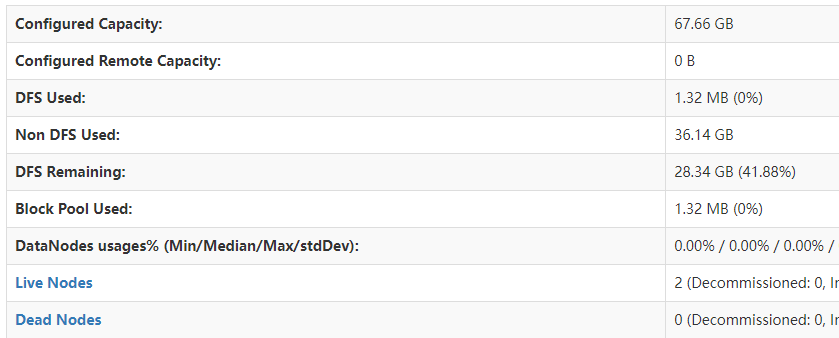 Configured Capacity: 67.66 GB
Configured Remote Capacity: 0 B
DFS Used: 1.32 MB (0%)
Non DFS Used: 36.14 GB
DFS Remaining: 28.34 GB (41.88%)
Block Pool Used: 1.32 MB (0%)
DataNodes usages% (Min/Median/Max/stdDev): 0.00% / 0.00% / 0.00% /
Live Nodes 2 (Decommissioned: 0,
Dead Nodes 0 (Decommissioned: 0,